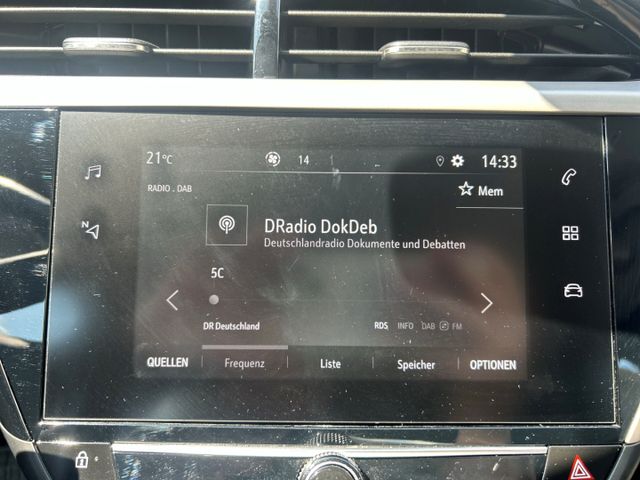 21°C 14 14:33
RADIO . DAB
Mem
N
DRadio DokDeb
Deutschlandradio Dokumente und Debatten
5C
DR Deutschland RDS INFO DAB FM
QUELLEN Frequenz Liste Speicher OPTIONEN